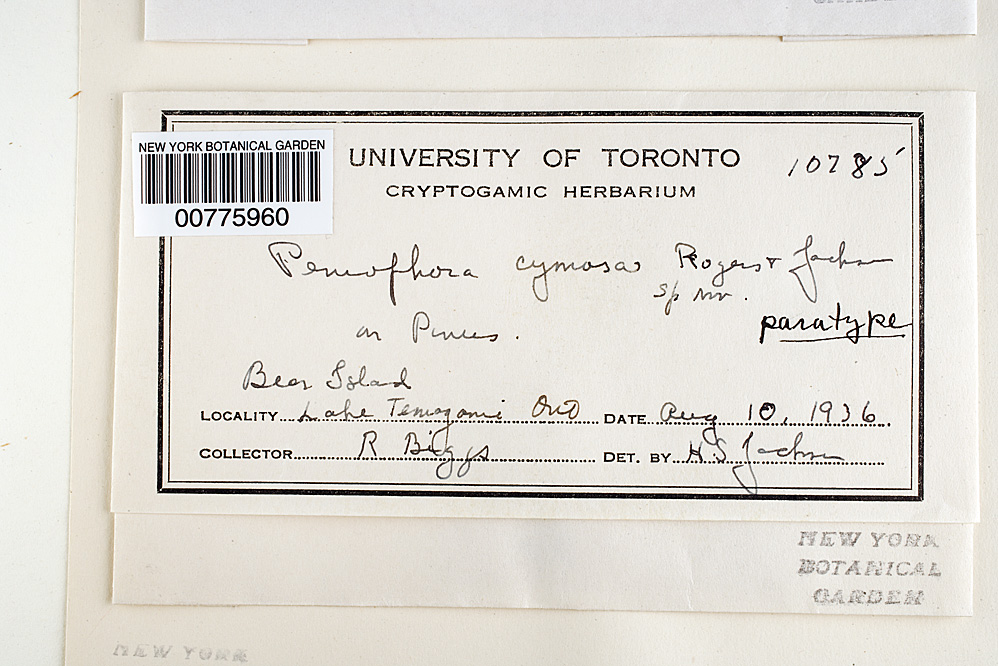 NEW YORK BOTANICAL GARDEN
00775960
UNIVERSITY OF TORONTO
CRYPTOGAMIC HERBARIUM
10785
Peniophora cymosa Rogers & Jackson
sp nov.
paratype
on Pinus.
Bear Island
LOCALITY Lake Temagami Ont DATE Aug 10, 1936
COLLECTOR R Biggs DET. BY H S Jackson
NEW YORK
BOTANICAL
GARDEN
NEW YORK